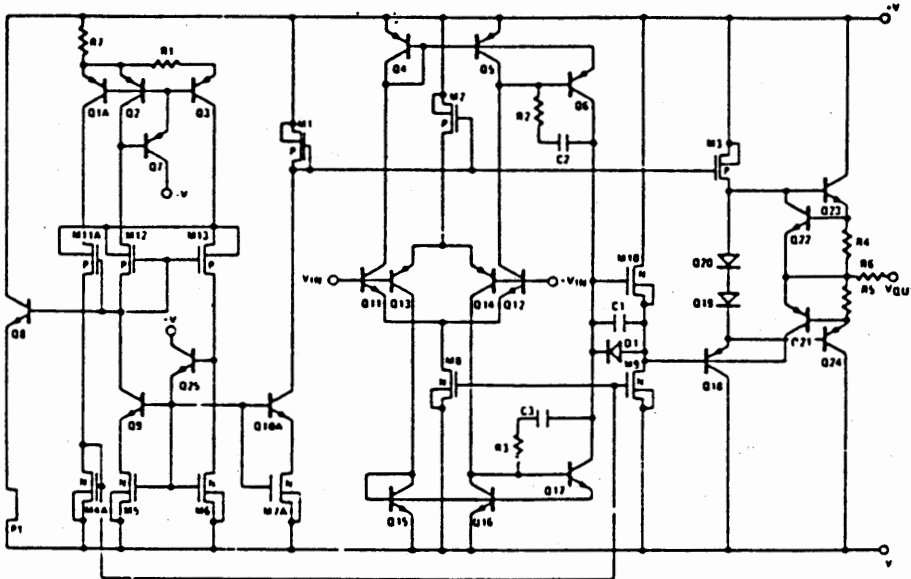 +V
R7
R1
Q4
Q5
Q1A
Q2
Q3
M2
Q6
R2
Q7
M1
C2
P
P
M3
P
-V
Q23
Q22
M11A
M12
M13
M10
R4
P
P
P
Q20
R6
N
VIN
+VIN
VOU
Q11
Q13
Q14
Q12
C1
R5
Q19
Q8
-V
D1
Q21
M8
M9
Q24
Q25
N
N
Q18
Q9
Q10A
C3
R3
N
N
N
N
Q17
M4A
M5
M6
M7A
P1
Q15
Q16
V